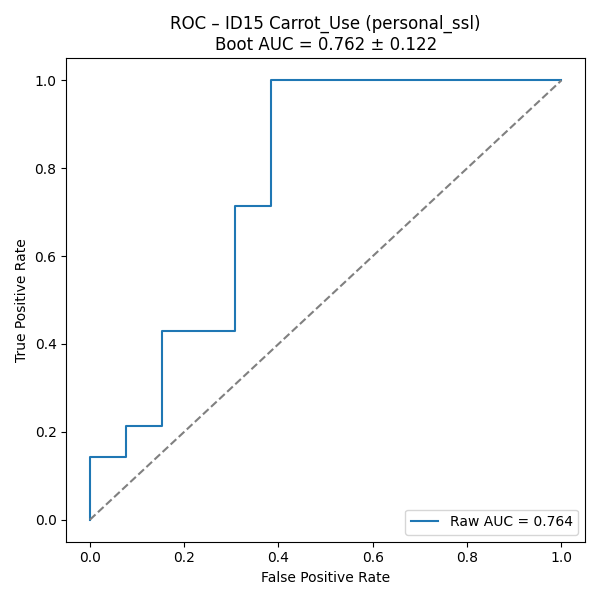 ROC – ID15 Carrot_Use (personal_ssl)
Boot AUC = 0.762 ± 0.122
True Positive Rate
1.0
0.8
0.6
0.4
0.2
0.0
Raw AUC = 0.764
0.0 0.2 0.4 0.6 0.8 1.0
False Positive Rate